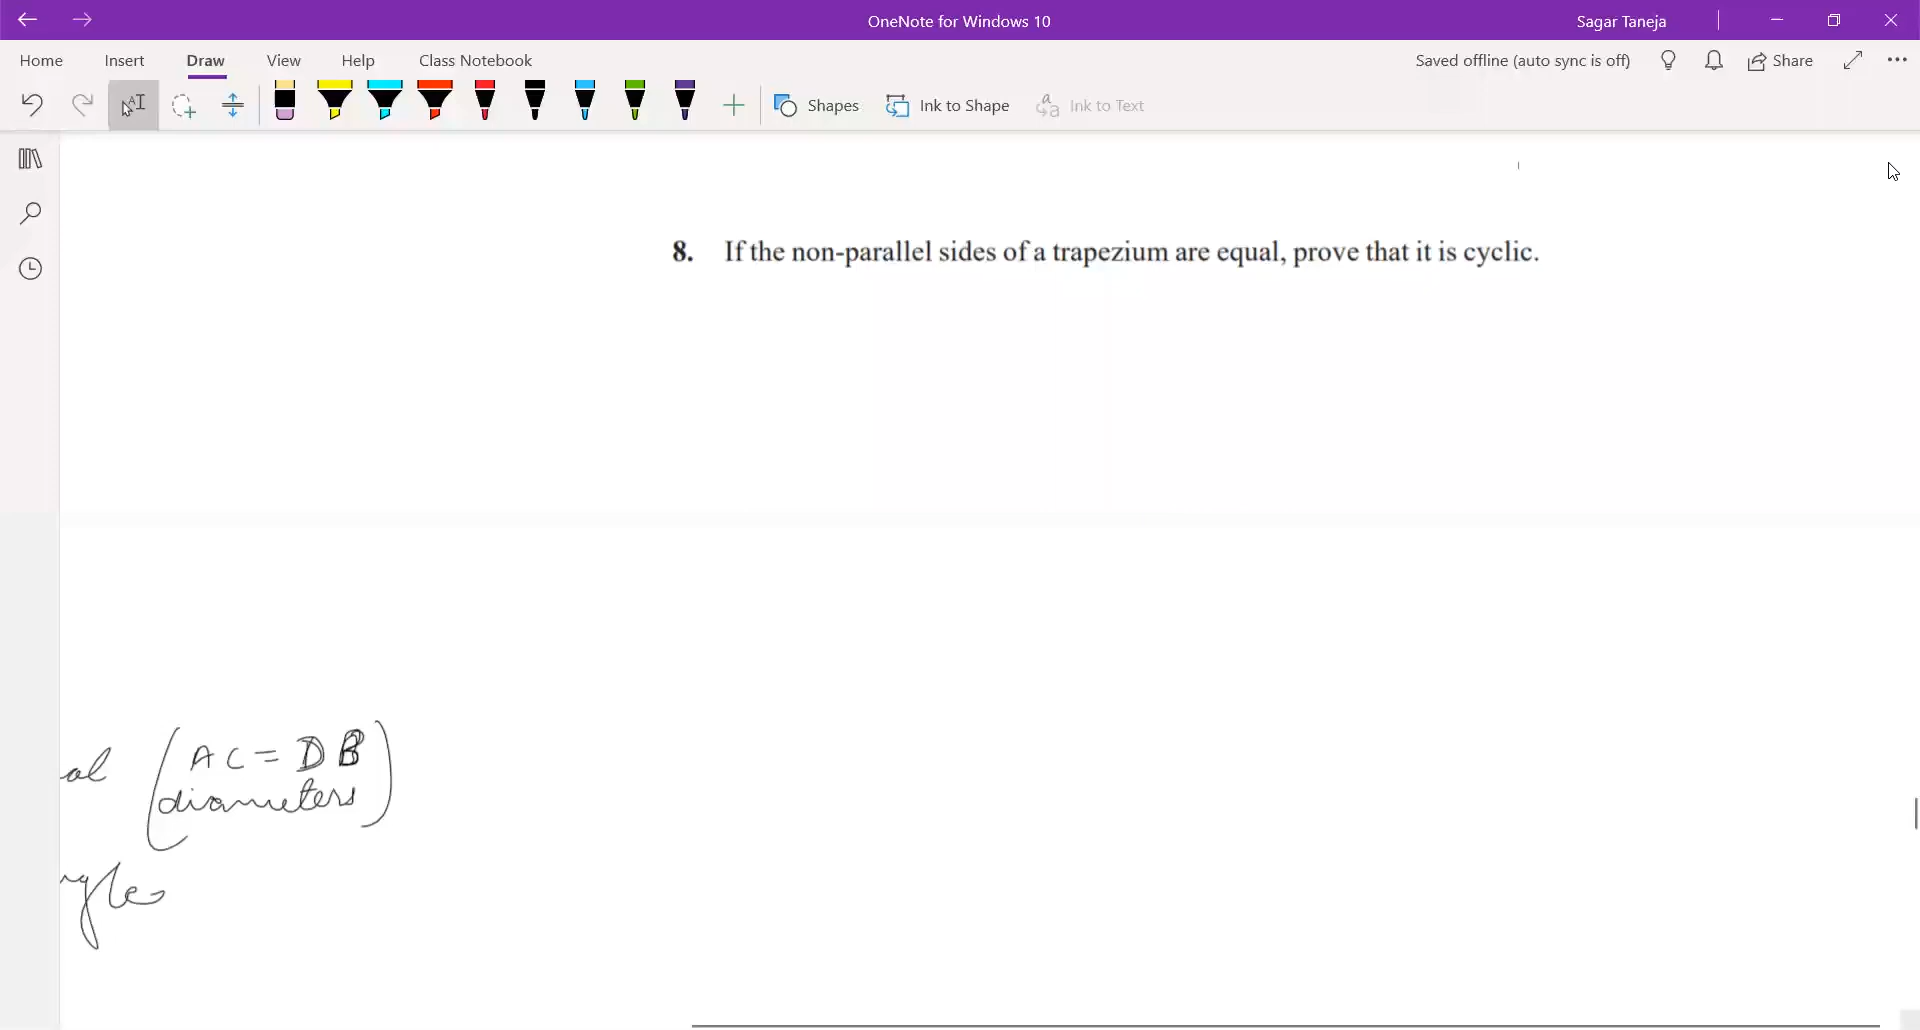 OneNote for Windows 10
Sagar Taneja
Home Insert Draw View Help Class Notebook
Saved offline (auto sync is off)
Share
Shapes
Ink to Shape
Ink to Text
8. If the non-parallel sides of a trapezium are equal, prove that it is cyclic.
al (AC = DB
diameters)